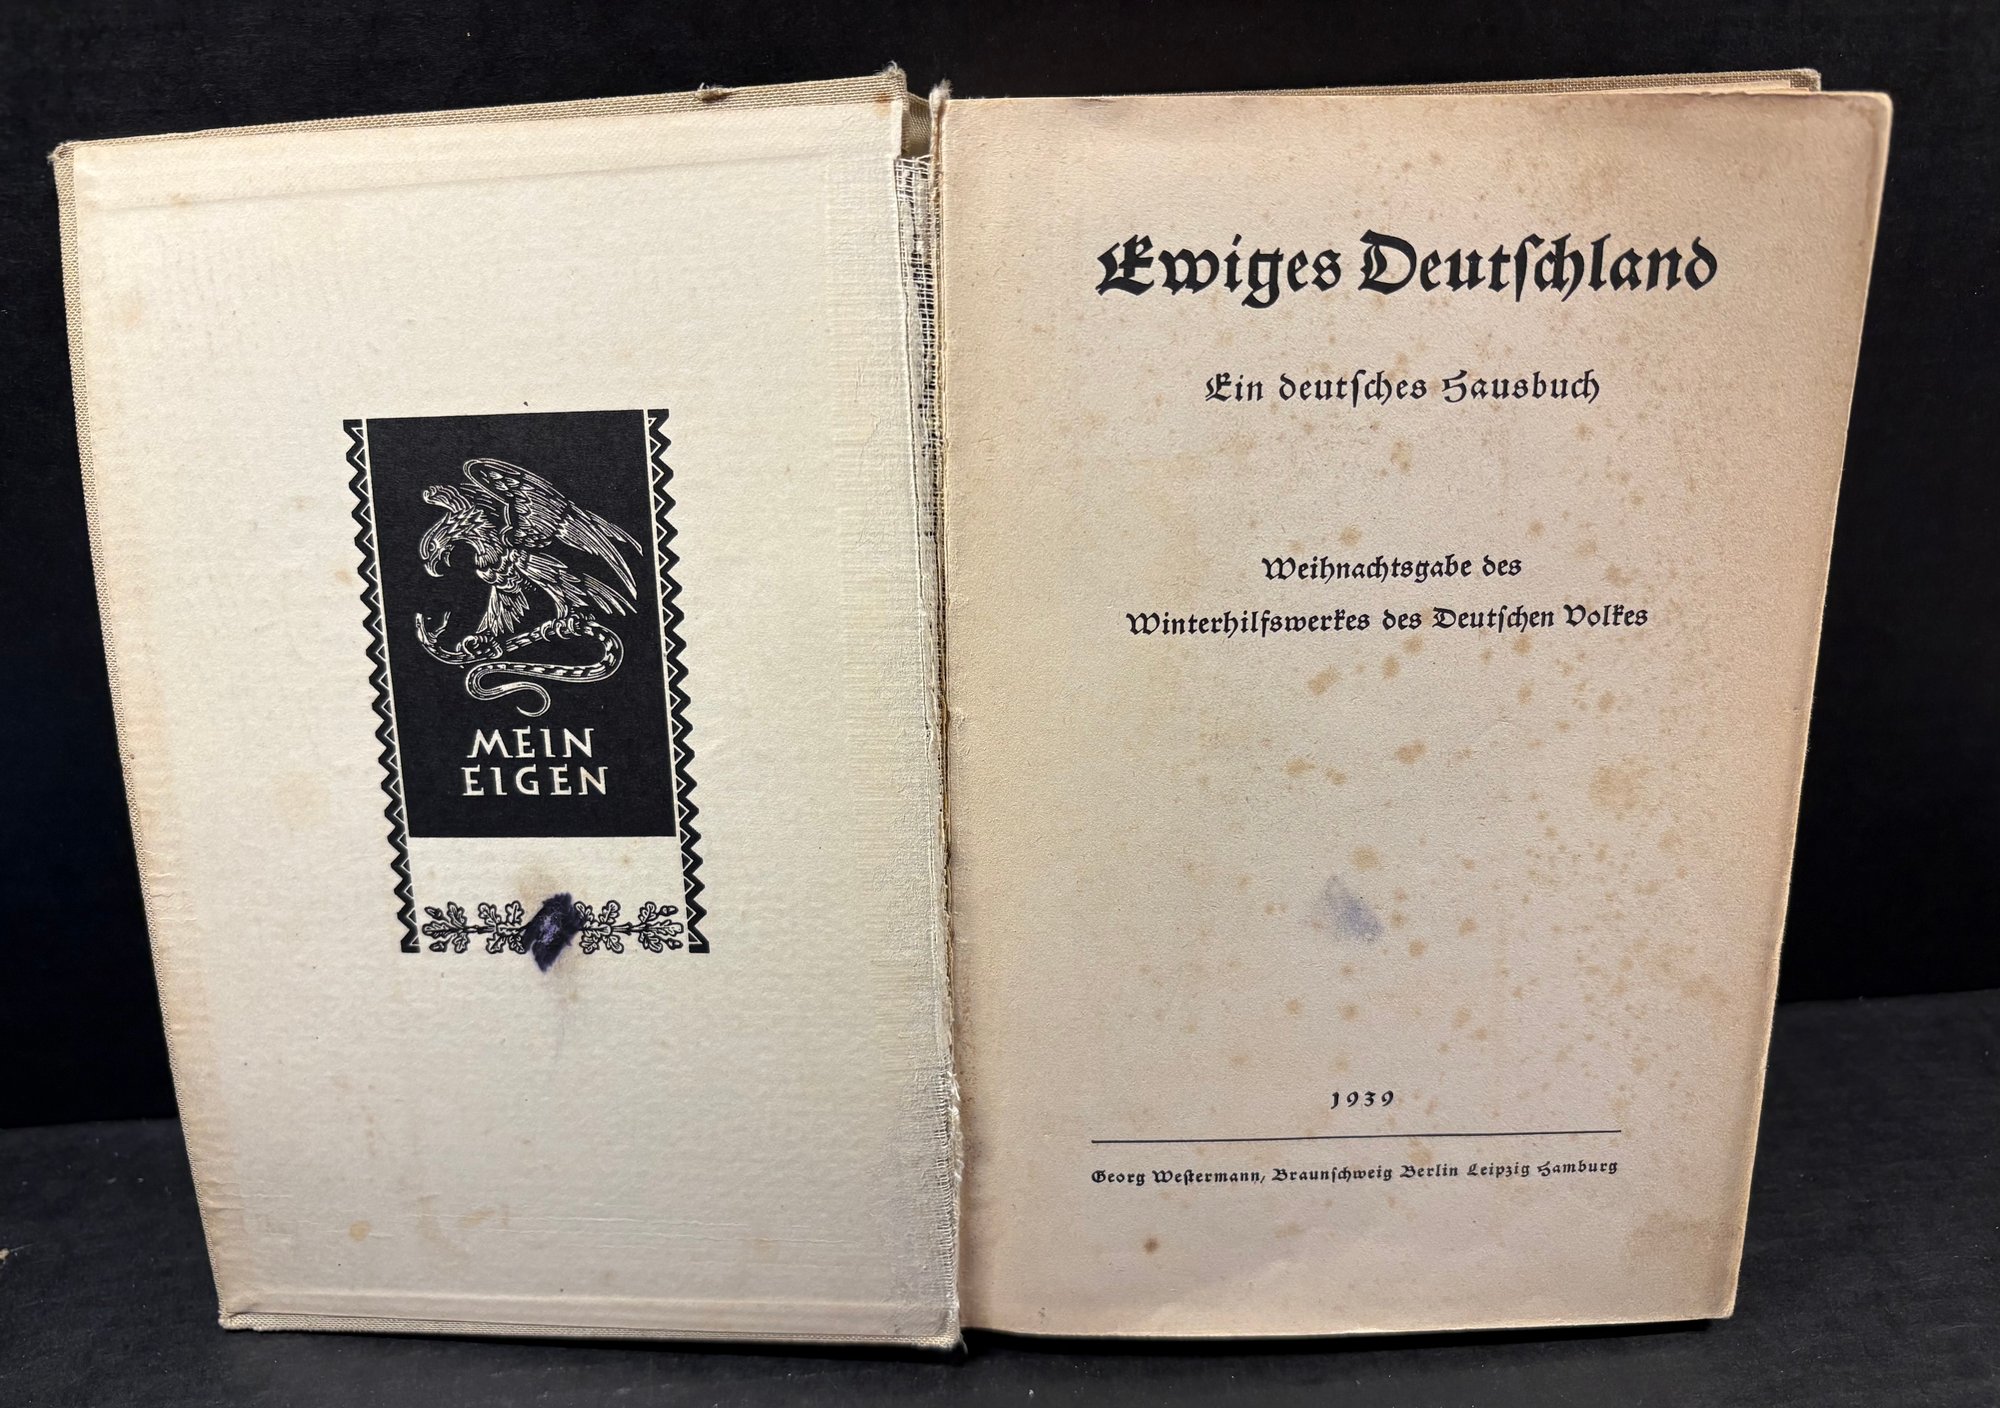 MEIN
EIGEN
Ewiges Deutſchland
Ein deutſches Hausbuch
Weihnachtsgabe des
Winterhilfswerkes des Deutſchen Volkes
1939
Georg Weſtermann, Braunſchweig Berlin Leipzig Hamburg